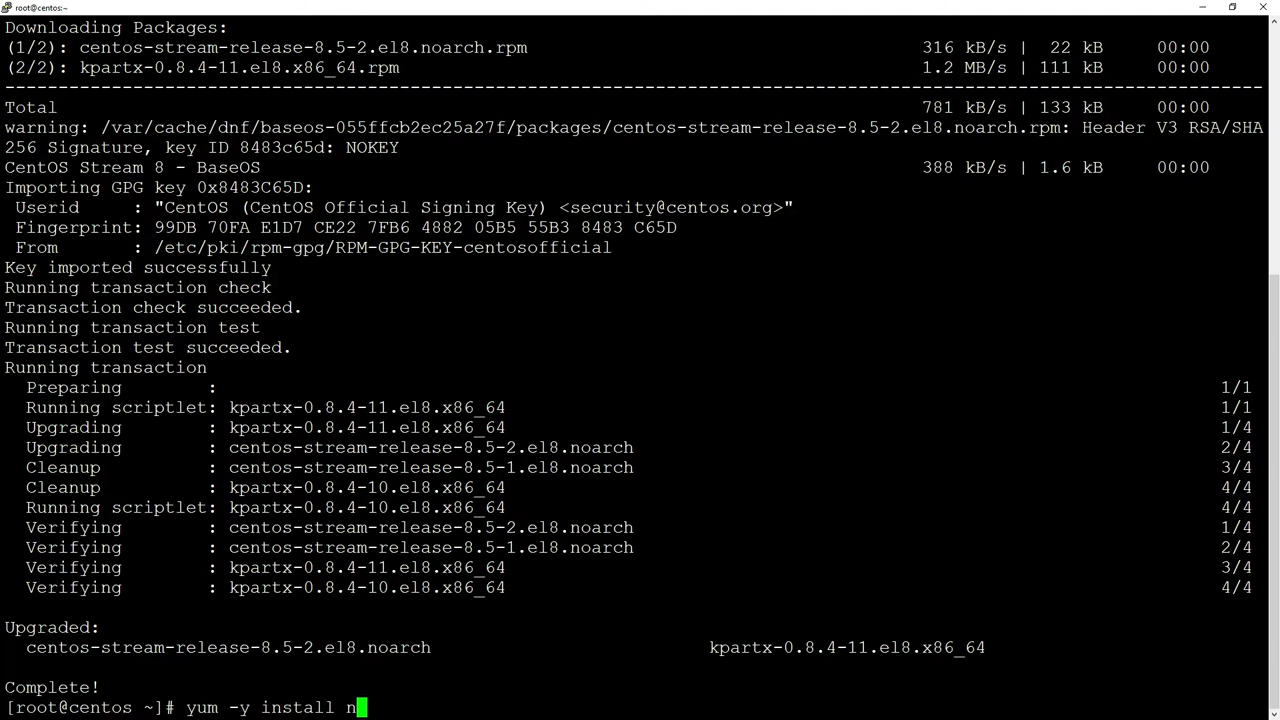 root@centos:~
Downloading Packages:
(1/2): centos-stream-release-8.5-2.el8.noarch.rpm 316 kB/s | 22 kB 00:00
(2/2): kpartx-0.8.4-11.el8.x86_64.rpm 1.2 MB/s | 111 kB 00:00
-----------------------------------------------------------------------------------------------------------------------
Total 781 kB/s | 133 kB 00:00
warning: /var/cache/dnf/baseos-055ffcb2ec25a27f/packages/centos-stream-release-8.5-2.el8.noarch.rpm: Header V3 RSA/SHA
256 Signature, key ID 8483c65d: NOKEY
CentOS Stream 8 - BaseOS 388 kB/s | 1.6 kB 00:00
Importing GPG key 0x8483C65D:
Userid : "CentOS (CentOS Official Signing Key) <security@centos.org>"
Fingerprint: 99DB 70FA E1D7 CE22 7FB6 4882 05B5 55B3 8483 C65D
From : /etc/pki/rpm-gpg/RPM-GPG-KEY-centosofficial
Key imported successfully
Running transaction check
Transaction check succeeded.
Running transaction test
Transaction test succeeded.
Running transaction
Preparing : 1/1
Running scriptlet: kpartx-0.8.4-11.el8.x86_64 1/1
Upgrading : kpartx-0.8.4-11.el8.x86_64 1/4
Upgrading : centos-stream-release-8.5-2.el8.noarch 2/4
Cleanup : centos-stream-release-8.5-1.el8.noarch 3/4
Cleanup : kpartx-0.8.4-10.el8.x86_64 4/4
Running scriptlet: kpartx-0.8.4-10.el8.x86_64 4/4
Verifying : centos-stream-release-8.5-2.el8.noarch 1/4
Verifying : centos-stream-release-8.5-1.el8.noarch 2/4
Verifying : kpartx-0.8.4-11.el8.x86_64 3/4
Verifying : kpartx-0.8.4-10.el8.x86_64 4/4
Upgraded:
centos-stream-release-8.5-2.el8.noarch kpartx-0.8.4-11.el8.x86_64
Complete!
[root@centos ~]# yum -y install n